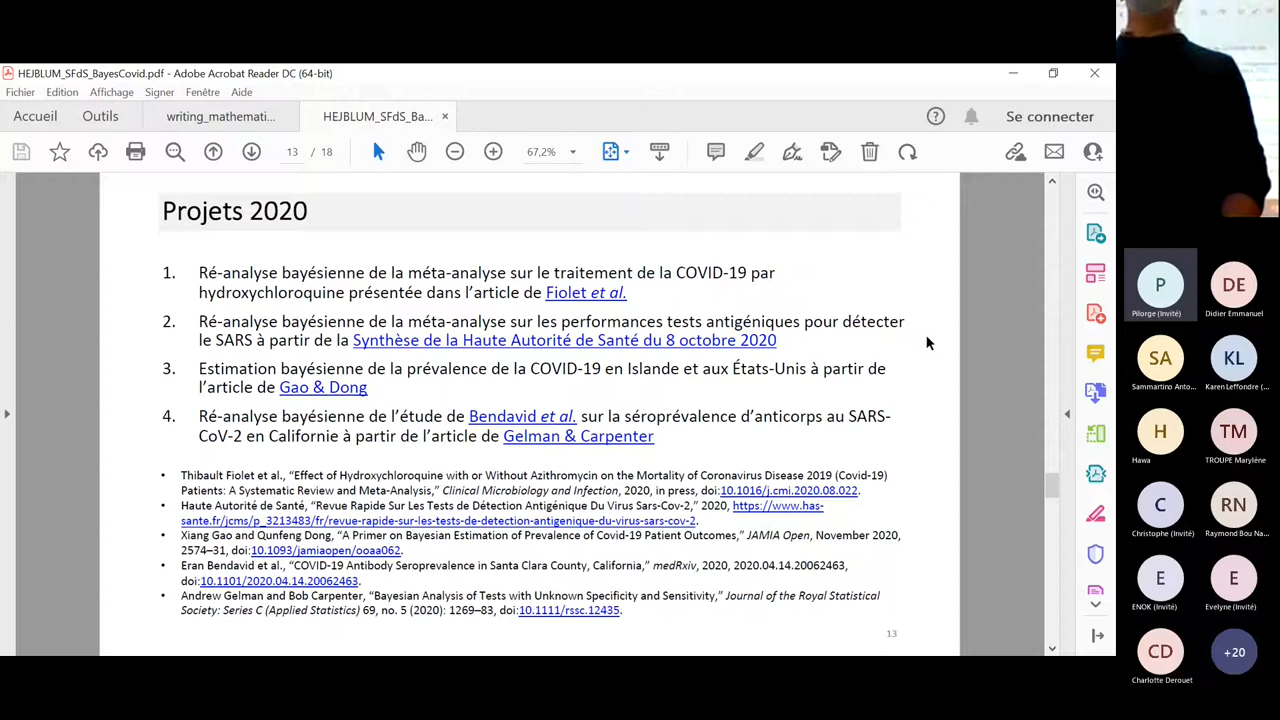 HEJBLUM_SFdS_BayesCovid.pdf - Adobe Acrobat Reader DC (64-bit)
Fichier Edition Affichage Signer Fenêtre Aide
Accueil Outils writing_mathemati... HEJBLUM_SFdS_Ba... × Se connecter
13 / 18 67,2%
Projets 2020
1. Ré-analyse bayésienne de la méta-analyse sur le traitement de la COVID-19 par
hydroxychloroquine présentée dans l'article de Fiolet et al.
2. Ré-analyse bayésienne de la méta-analyse sur les performances tests antigéniques pour détecter
le SARS à partir de la Synthèse de la Haute Autorité de Santé du 8 octobre 2020
3. Estimation bayésienne de la prévalence de la COVID-19 en Islande et aux États-Unis à partir de
l'article de Gao & Dong
4. Ré-analyse bayésienne de l'étude de Bendavid et al. sur la séroprévalence d'anticorps au SARS-
CoV-2 en Californie à partir de l'article de Gelman & Carpenter
• Thibault Fiolet et al., “Effect of Hydroxychloroquine with or Without Azithromycin on the Mortality of Coronavirus Disease 2019 (Covid-19)
Patients: A Systematic Review and Meta-Analysis,” Clinical Microbiology and Infection, 2020, in press, doi:10.1016/j.cmi.2020.08.022.
• Haute Autorité de Santé, “Revue Rapide Sur Les Tests de Détection Antigénique Du Virus Sars-Cov-2,” 2020, https://www.has-
sante.fr/jcms/p_3213483/fr/revue-rapide-sur-les-tests-de-detection-antigenique-du-virus-sars-cov-2.
• Xiang Gao and Qunfeng Dong, “A Primer on Bayesian Estimation of Prevalence of Covid-19 Patient Outcomes,” JAMIA Open, November 2020,
2574–31, doi:10.1093/jamiaopen/ooaa062.
• Eran Bendavid et al., “COVID-19 Antibody Seroprevalence in Santa Clara County, California,” medRxiv, 2020, 2020.04.14.20062463,
doi:10.1101/2020.04.14.20062463.
• Andrew Gelman and Bob Carpenter, “Bayesian Analysis of Tests with Unknown Specificity and Sensitivity,” Journal of the Royal Statistical
Society: Series C (Applied Statistics) 69, no. 5 (2020): 1269–83, doi:10.1111/rssc.12435.
13
P DE
Pilorge (Invité) Didier Emmanuel
SA KL
Sammartino Anto... Karen Leffondre (...
H TM
Hawa TROUPE Marylène
C RN
Christophe (Invité) Raymond Bou Na...
E E
ENOK (Invité) Evelyne (Invité)
CD +20
Charlotte Derouet